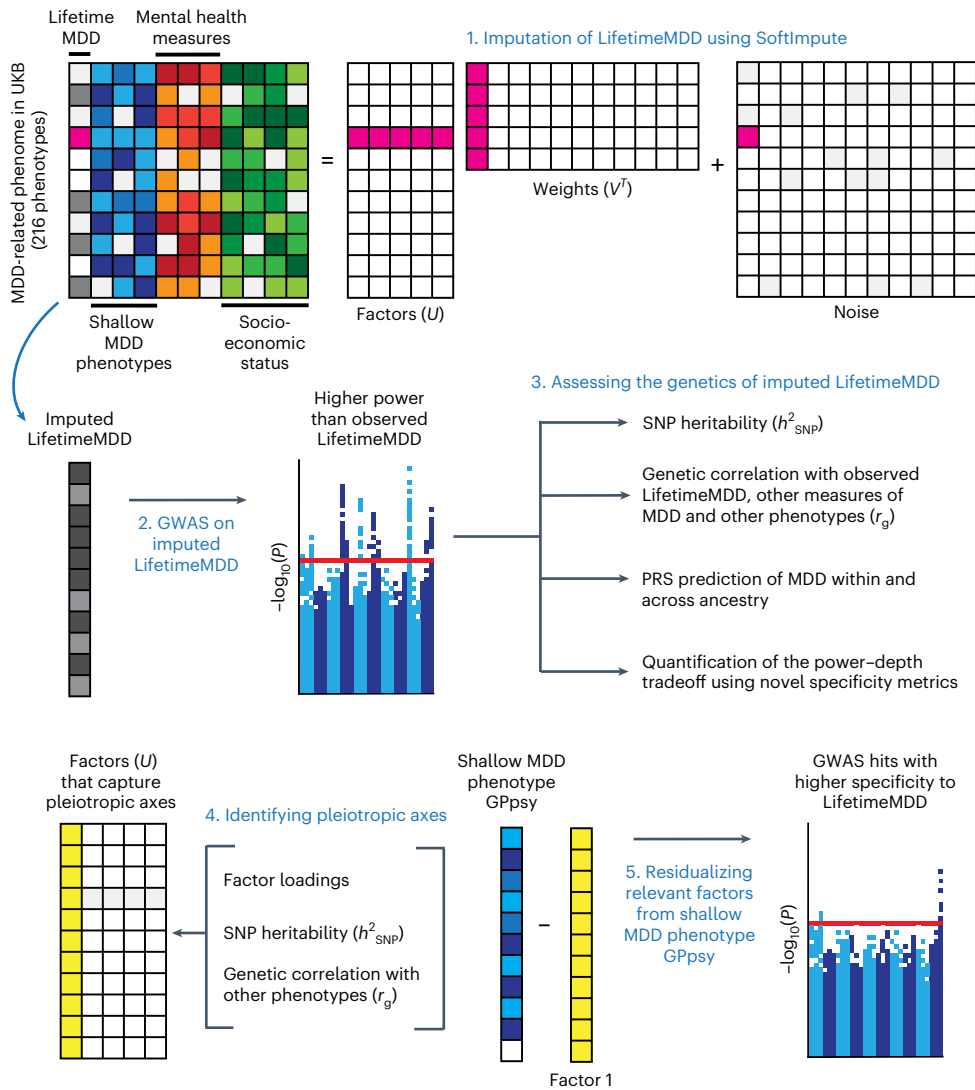 Lifetime
MDD
Mental health
measures
1. Imputation of LifetimeMDD using SoftImpute
MDD-related phenome in UKB
(216 phenotypes)
=
Weights (V^T)
+
Shallow
MDD
phenotypes
Socio-
economic
status
Factors (U)
Noise
3. Assessing the genetics of imputed LifetimeMDD
Imputed
LifetimeMDD
2. GWAS on
imputed
LifetimeMDD
Higher power
than observed
LifetimeMDD
–log10(P)
SNP heritability (h²SNP)
Genetic correlation with observed
LifetimeMDD, other measures of
MDD and other phenotypes (rg)
PRS prediction of MDD within and
across ancestry
Quantification of the power–depth
tradeoff using novel specificity metrics
Factors (U)
that capture
pleiotropic axes
4. Identifying pleiotropic axes
Factor loadings
SNP heritability (h²SNP)
Genetic correlation with
other phenotypes (rg)
Shallow MDD
phenotype
GPpsy
–
Factor 1
5. Residualizing
relevant factors
from shallow
MDD phenotype
GPpsy
GWAS hits with
higher specificity to
LifetimeMDD
–log10(P)